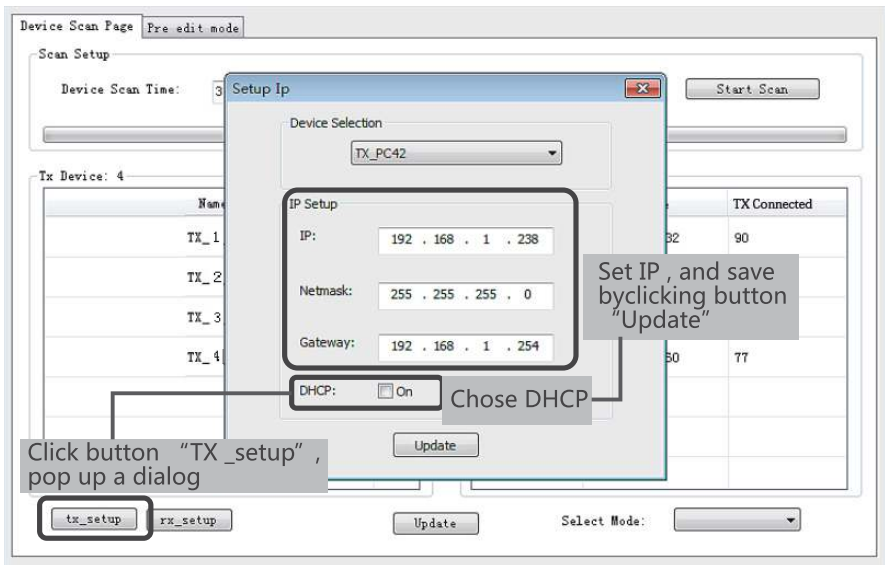 Device Scan Page Pre edit mode
Scan Setup
Device Scan Time: 3
Start Scan
Setup Ip
Device Selection
TX_PC42
Tx Device: 4
TX Connected
TX_1
90
TX_2
TX_3
TX_4
77
IP Setup
IP: 192 . 168 . 1 . 238
Netmask: 255 . 255 . 255 . 0
Gateway: 192 . 168 . 1 . 254
DHCP: On
Update
Set IP , and save
byclicking button
“Update”
Chose DHCP
Click button “TX _setup” ,
pop up a dialog
tx_setup rx_setup Update Select Mode: